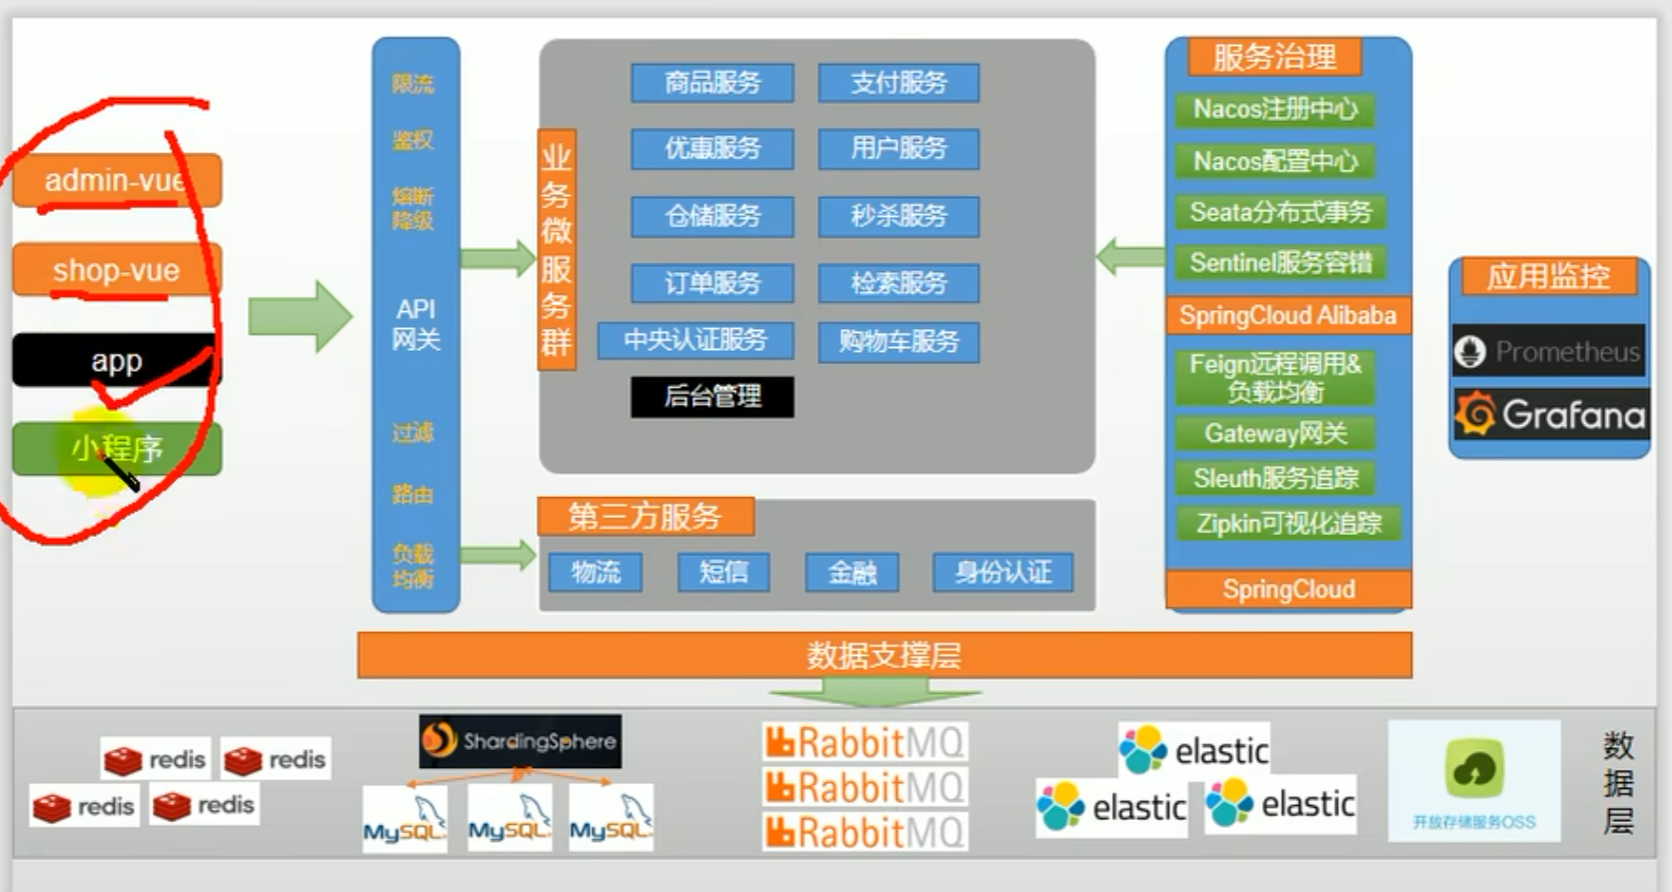 admin-vue
shop-vue
app
小程序
限流
鉴权
熔断
降级
API
网关
过滤
路由
负载
均衡
业务微服务群
商品服务
支付服务
优惠服务
用户服务
仓储服务
秒杀服务
订单服务
检索服务
中央认证服务
购物车服务
后台管理
第三方服务
物流
短信
金融
身份认证
服务治理
Nacos注册中心
Nacos配置中心
Seata分布式事务
Sentinel服务容错
SpringCloud Alibaba
Feign远程调用&
负载均衡
Gateway网关
Sleuth服务追踪
Zipkin可视化追踪
SpringCloud
应用监控
Prometheus
Grafana
数据支撑层
redis
redis
redis
redis
ShardingSphere
MySQL
MySQL
MySQL
RabbitMQ
RabbitMQ
RabbitMQ
elastic
elastic
elastic
开放存储服务OSS
数据层